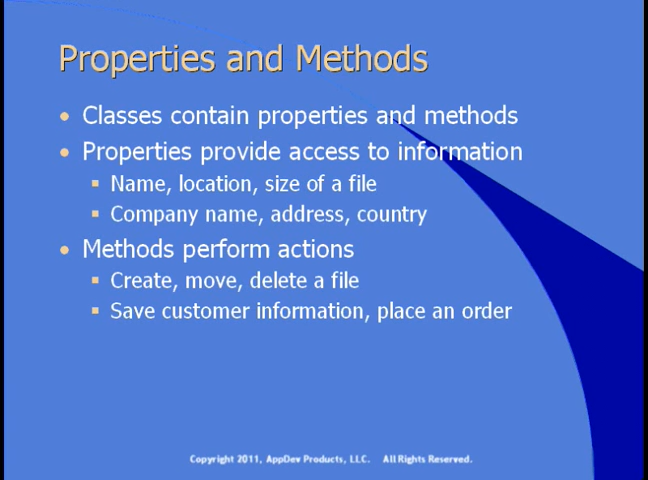 Properties and Methods
• Classes contain properties and methods
• Properties provide access to information
▪ Name, location, size of a file
▪ Company name, address, country
• Methods perform actions
▪ Create, move, delete a file
▪ Save customer information, place an order
Copyright 2011, AppDev Products, LLC. All Rights Reserved.